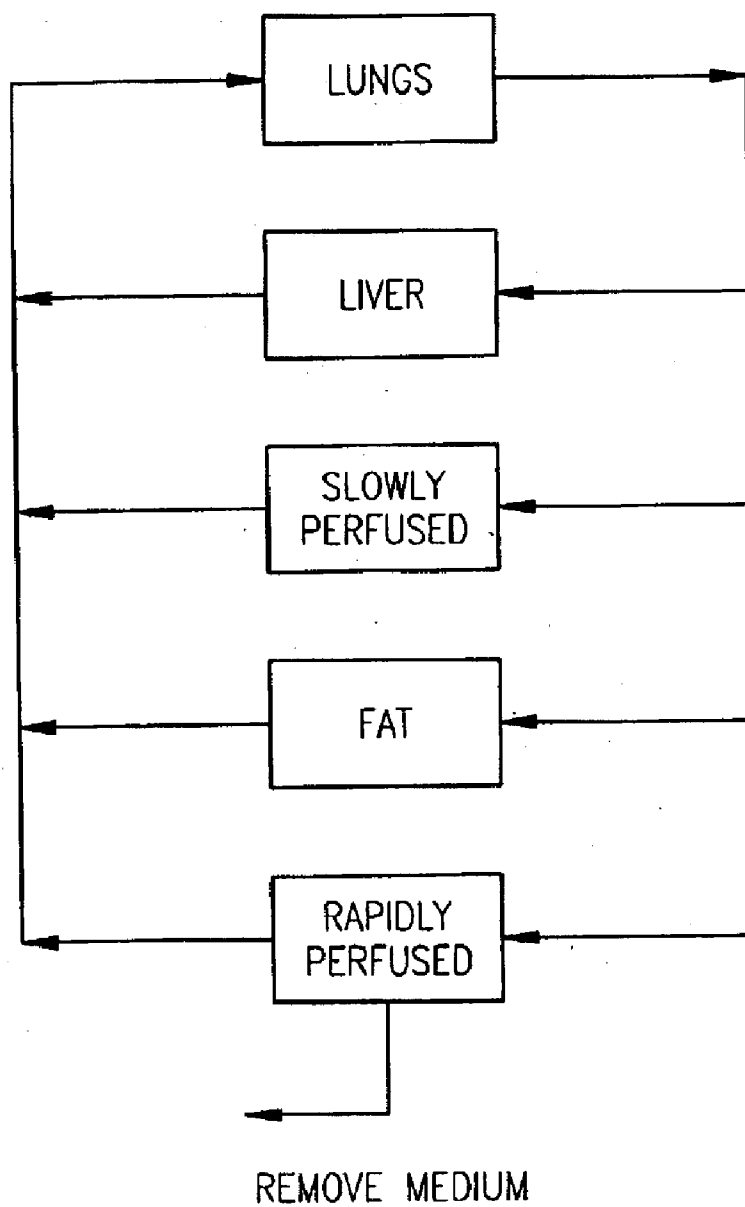 LUNGS
LIVER
SLOWLY
PERFUSED
FAT
RAPIDLY
PERFUSED
REMOVE MEDIUM